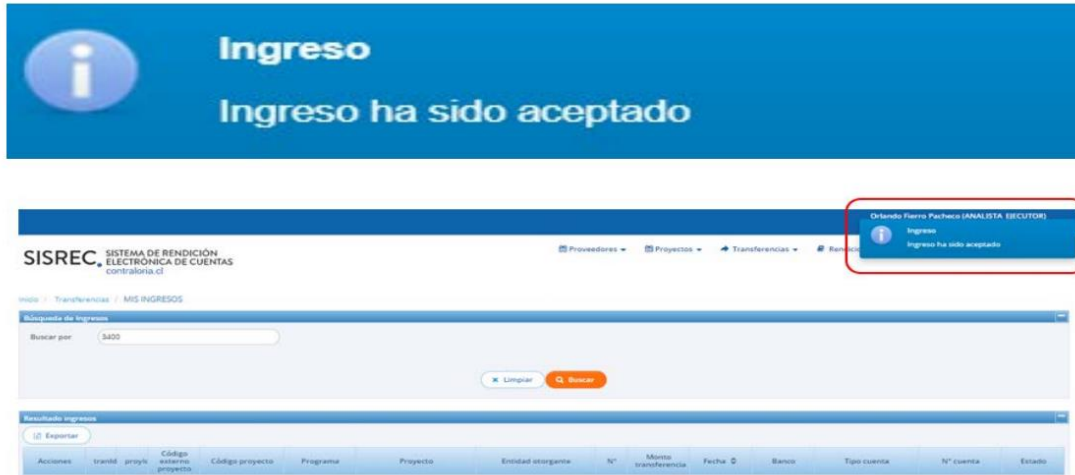 Ingreso
Ingreso ha sido aceptado
Orlando Fierro Pacheco (ANALISTA EJECUTOR)
Ingreso
Ingreso ha sido aceptado
SISREC. SISTEMA DE RENDICIÓN
ELECTRÓNICA DE CUENTAS
contraloria.cl
Proveedores Proyectos Transferencias
Inicio / Transferencias / MIS INGRESOS
Búsqueda de Ingresos
Buscar por 5400
Limpiar Buscar
Resultado ingresos
Exportar
Acciones tranId proyI Código externo proyecto Código proyecto Programa Proyecto Entidad otorgante N° Monto transferencia Fecha Banco Tipo cuenta N° cuenta Estado